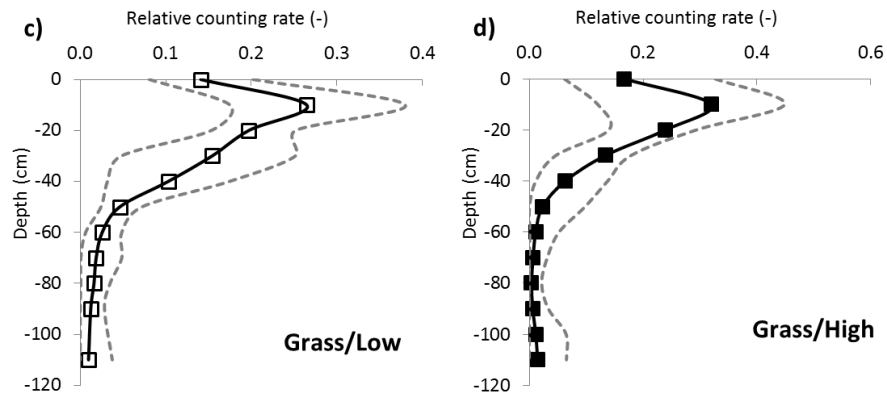 Relative counting rate (-)
c)
0.0 0.1 0.2 0.3 0.4
0
-20
-40
-60
-80
-100
-120
Depth (cm)
Grass/Low
Relative counting rate (-)
d)
0.0 0.2 0.4 0.6
0
-20
-40
-60
-80
-100
-120
Depth (cm)
Grass/High